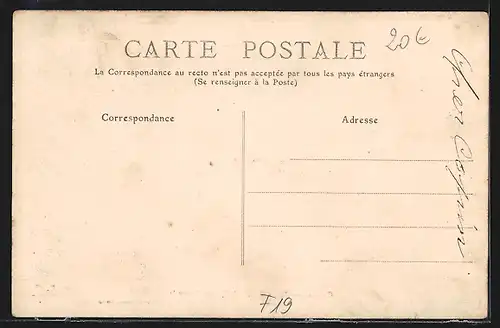 CARTE POSTALE
La Correspondance au recto n'est pas acceptée par tous les pays étrangers
(Se renseigner à la Poste)
Correspondance
Adresse
20€
F19